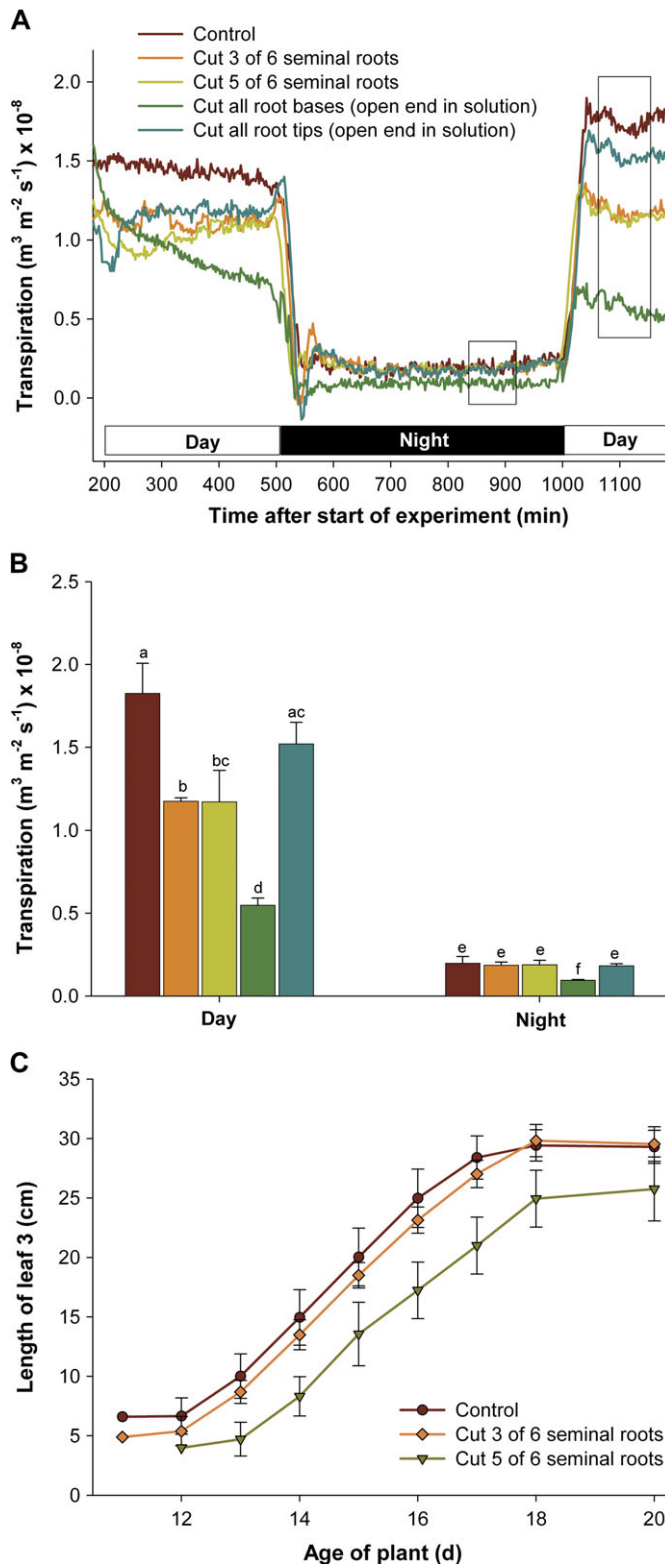 A
Control
Cut 3 of 6 seminal roots
Cut 5 of 6 seminal roots
Cut all root bases (open end in solution)
Cut all root tips (open end in solution)
Transpiration (m³ m⁻² s⁻¹) x 10⁻⁸
2.0
1.5
1.0
0.5
0.0
Day
Night
Day
200 300 400 500 600 700 800 900 1000 1100
Time after start of experiment (min)
B
Transpiration (m³ m⁻² s⁻¹) x 10⁻⁸
2.5
2.0
1.5
1.0
0.5
0.0
a
b
bc
d
ac
e e e f e
Day
Night
C
Length of leaf 3 (cm)
35
30
25
20
15
10
5
0
Control
Cut 3 of 6 seminal roots
Cut 5 of 6 seminal roots
12 14 16 18 20
Age of plant (d)